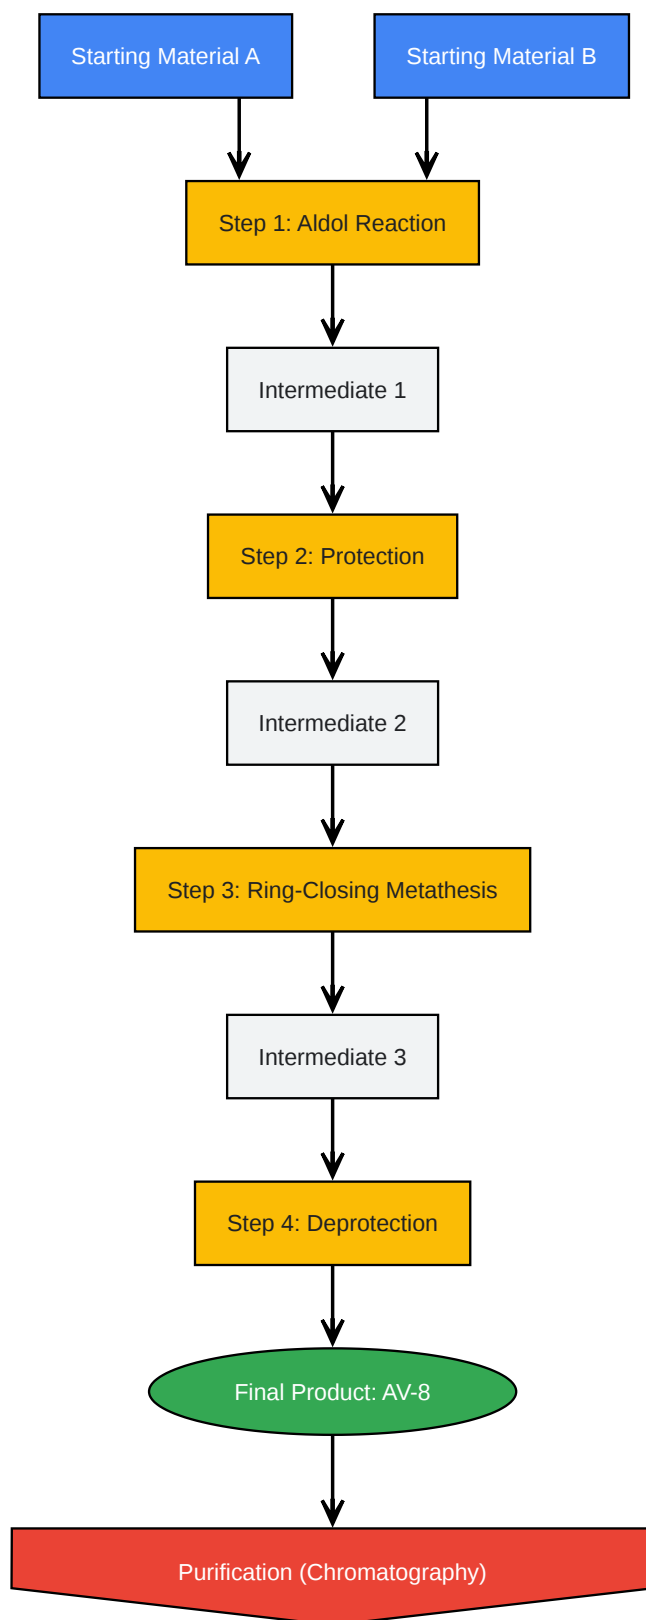 Starting Material A
Starting Material B
Step 1: Aldol Reaction
Intermediate 1
Step 2: Protection
Intermediate 2
Step 3: Ring-Closing Metathesis
Intermediate 3
Step 4: Deprotection
Final Product: AV-8
Purification (Chromatography)